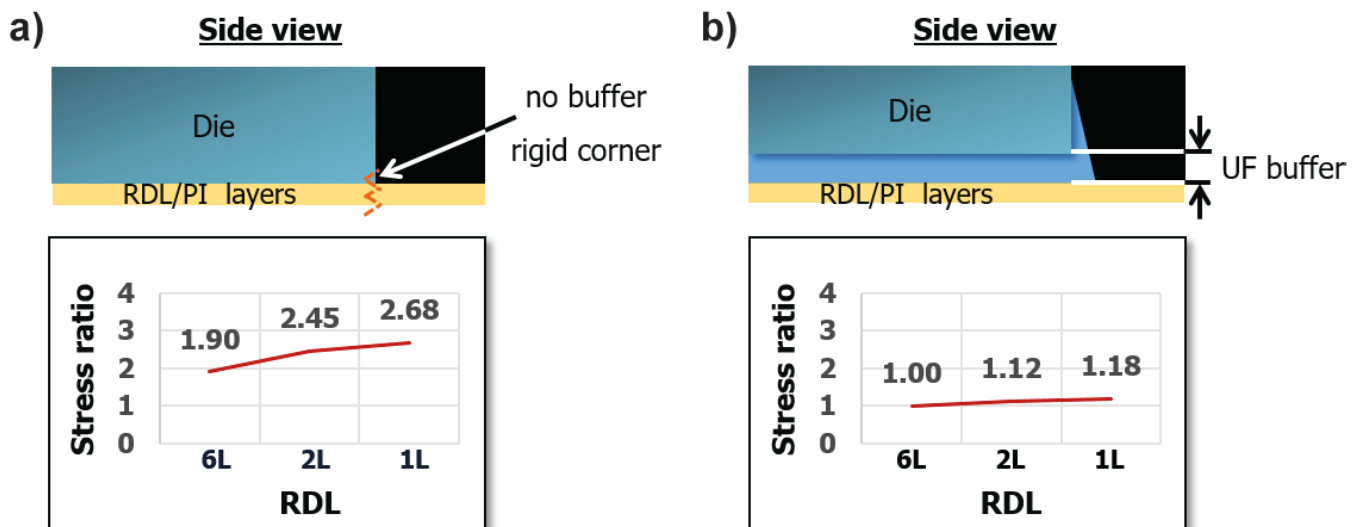 a)
Side view
Die
no buffer
rigid corner
RDL/PI layers
Stress ratio
4
3
2
1
0
1.90
2.45
2.68
6L
2L
1L
RDL
b)
Side view
Die
UF buffer
RDL/PI layers
Stress ratio
4
3
2
1
0
1.00
1.12
1.18
6L
2L
1L
RDL